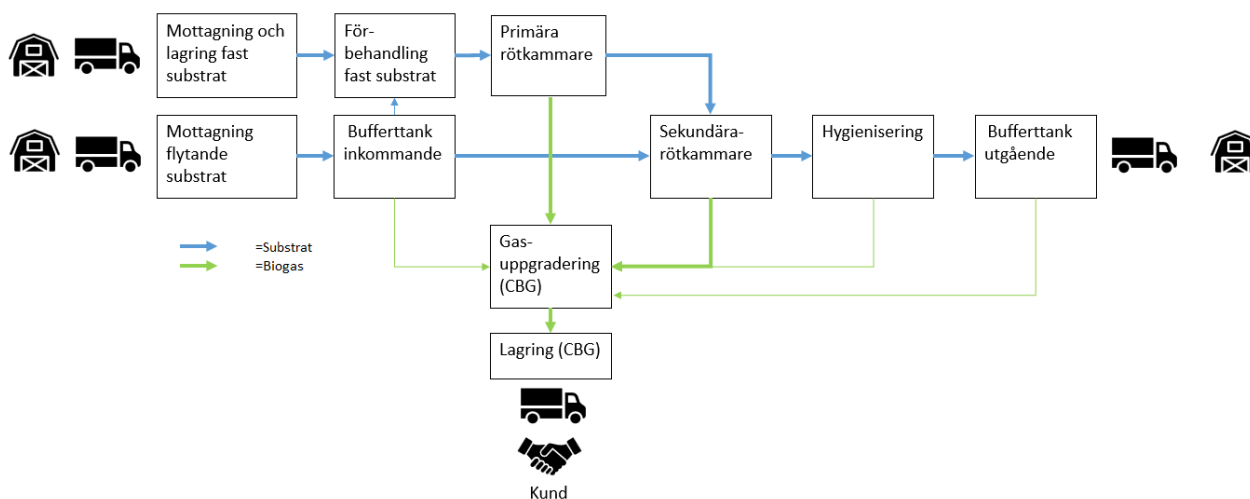 Mottagning och
lagring fast
substrat
För-
behandling
fast substrat
Primära
rötkammare
Mottagning
flytande
substrat
Bufferttank
inkommande
Sekundära-
rötkammare
Hygienisering
Bufferttank
utgående
=Substrat
=Biogas
Gas-
uppgradering
(CBG)
Lagring (CBG)
Kund